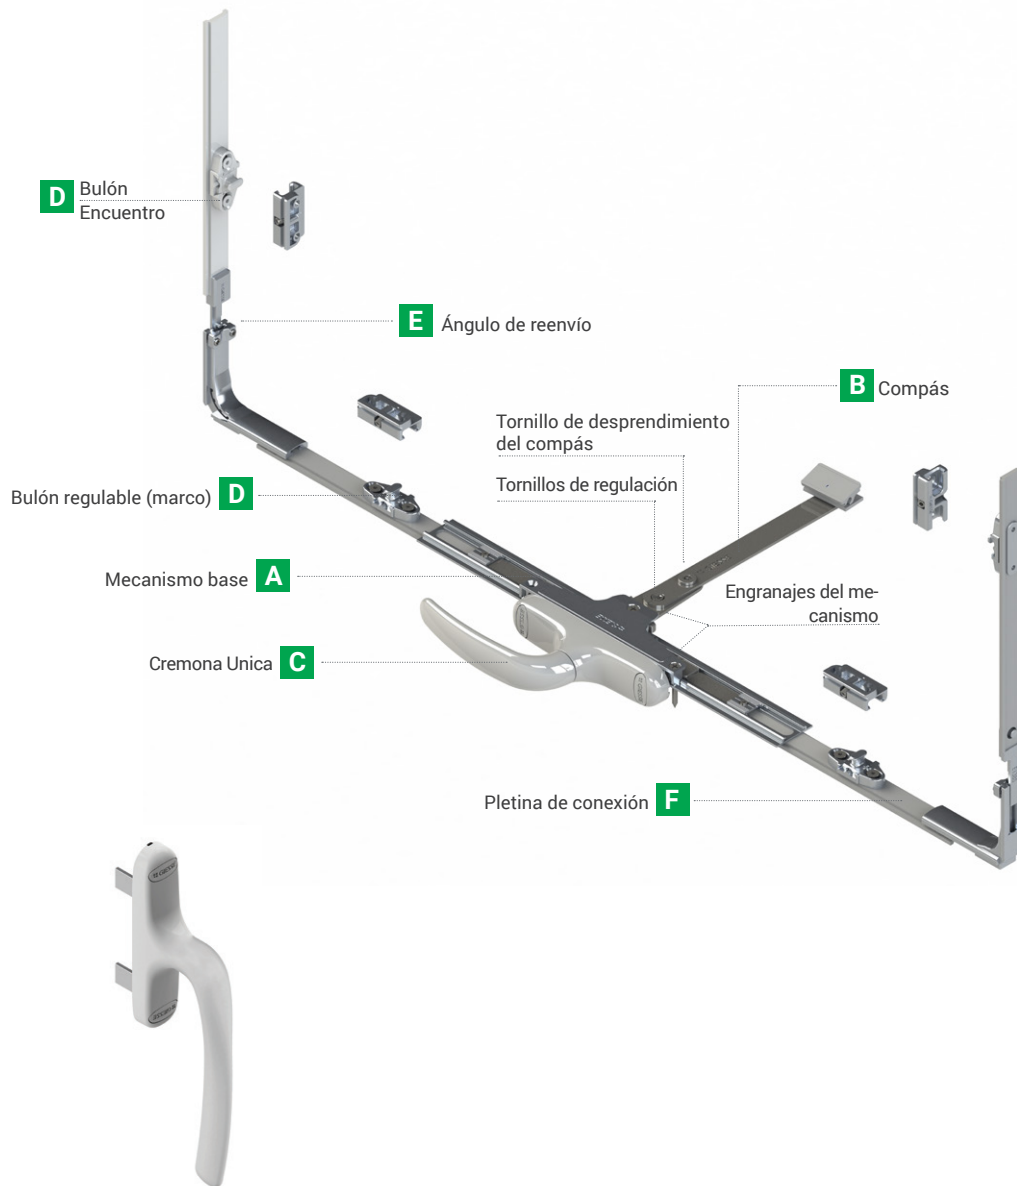 D Bulón
Encuentro
E Ángulo de reenvío
B Compás
Tornillo de desprendimiento
del compás
Tornillos de regulación
Bulón regulable (marco) D
Mecanismo base A
Engranajes del me-
canismo
Cremona Unica C
Pletina de conexión F